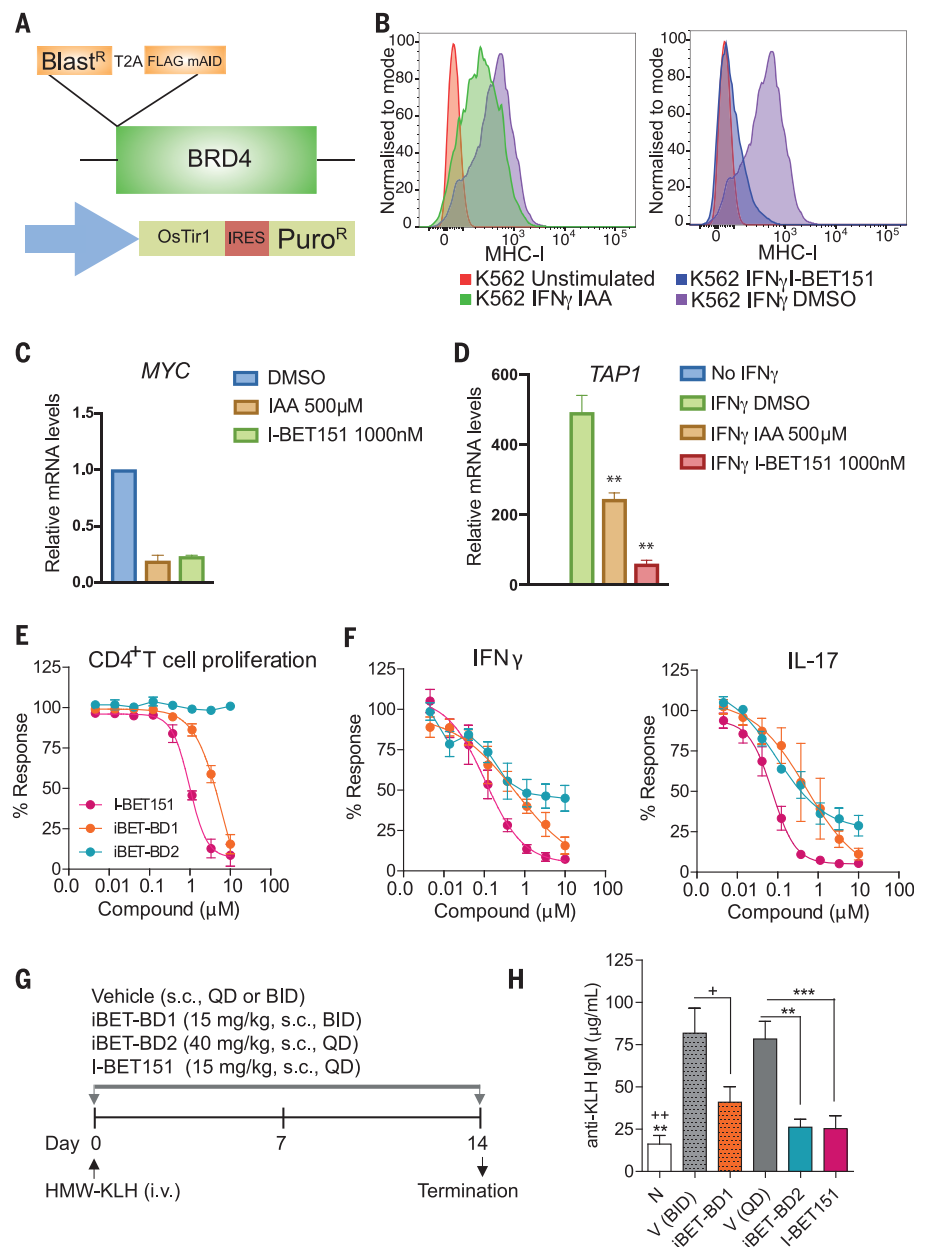 A
Blast^R T2A FLAG mAID
BRD4
OsTir1 IRES Puro^R
B
Normalised to mode
100
80
60
40
20
0
0 10^3 10^4 10^5
MHC-I
Normalised to mode
100
80
60
40
20
0
0 10^3 10^4 10^5
MHC-I
K562 Unstimulated
K562 IFNγ IAA
K562 IFNγ I-BET151
K562 IFNγ DMSO
C
MYC
Relative mRNA levels
1.5
1.0
0.5
0.0
DMSO
IAA 500μM
I-BET151 1000nM
D
TAP1
Relative mRNA levels
600
400
200
0
**
**
No IFNγ
IFNγ DMSO
IFNγ IAA 500μM
IFNγ I-BET151 1000nM
E
CD4^+T cell proliferation
% Response
125
100
75
50
25
0
I-BET151
iBET-BD1
iBET-BD2
0.0 0.01 0.1 1 10 100
Compound (μM)
F
IFN γ
% Response
125
100
75
50
25
0
0.0 0.01 0.1 1 10 100
Compound (μM)
IL-17
% Response
125
100
75
50
25
0
0.0 0.01 0.1 1 10 100
Compound (μM)
G
Vehicle (s.c., QD or BID)
iBET-BD1 (15 mg/kg, s.c., BID)
iBET-BD2 (40 mg/kg, s.c., QD)
I-BET151 (15 mg/kg, s.c., QD)
Day 0 7 14
HMW-KLH (i.v.) Termination
H
anti-KLH IgM (μg/mL)
125
100
75
50
25
0
++
**
+
***
**
N
V (BID)
iBET-BD1
V (QD)
iBET-BD2
I-BET151